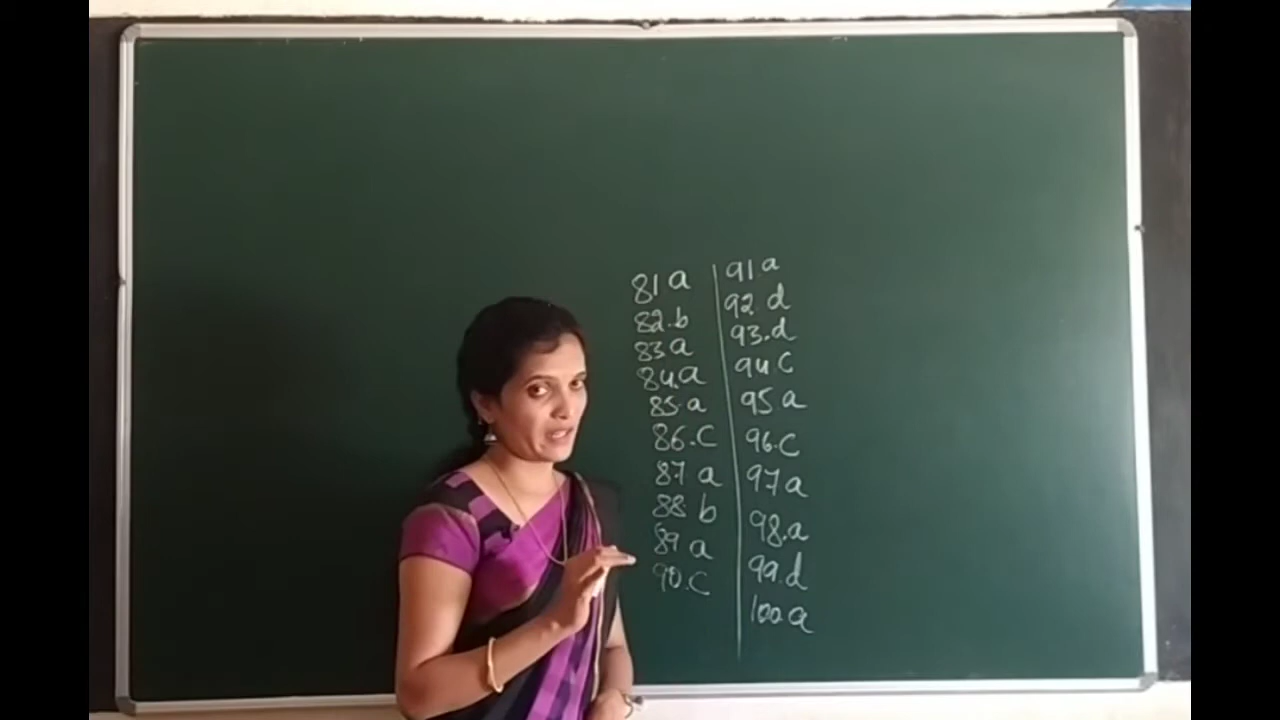 81 a
82. b
83 a
84. a
85. a
86. C
87 a
88 b
89 a
90. C
91 a
92. d
93. d
94 C
95 a
96. C
97 a
98. a
99. d
100. a